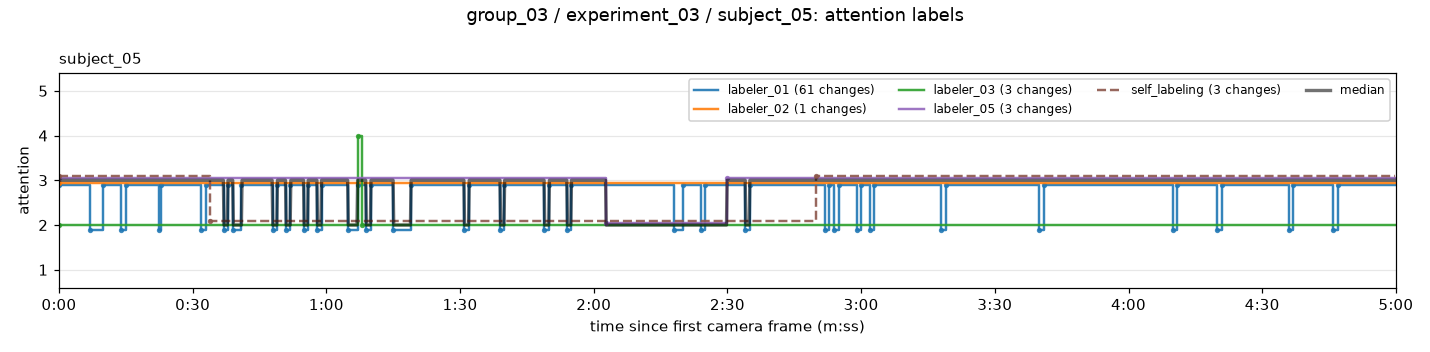 group_03 / experiment_03 / subject_05: attention labels
subject_05
labeler_01 (61 changes)
labeler_02 (1 changes)
labeler_03 (3 changes)
labeler_05 (3 changes)
self_labeling (3 changes)
median
attention
5
4
3
2
1
0:00 0:30 1:00 1:30 2:00 2:30 3:00 3:30 4:00 4:30 5:00
time since first camera frame (m:ss)